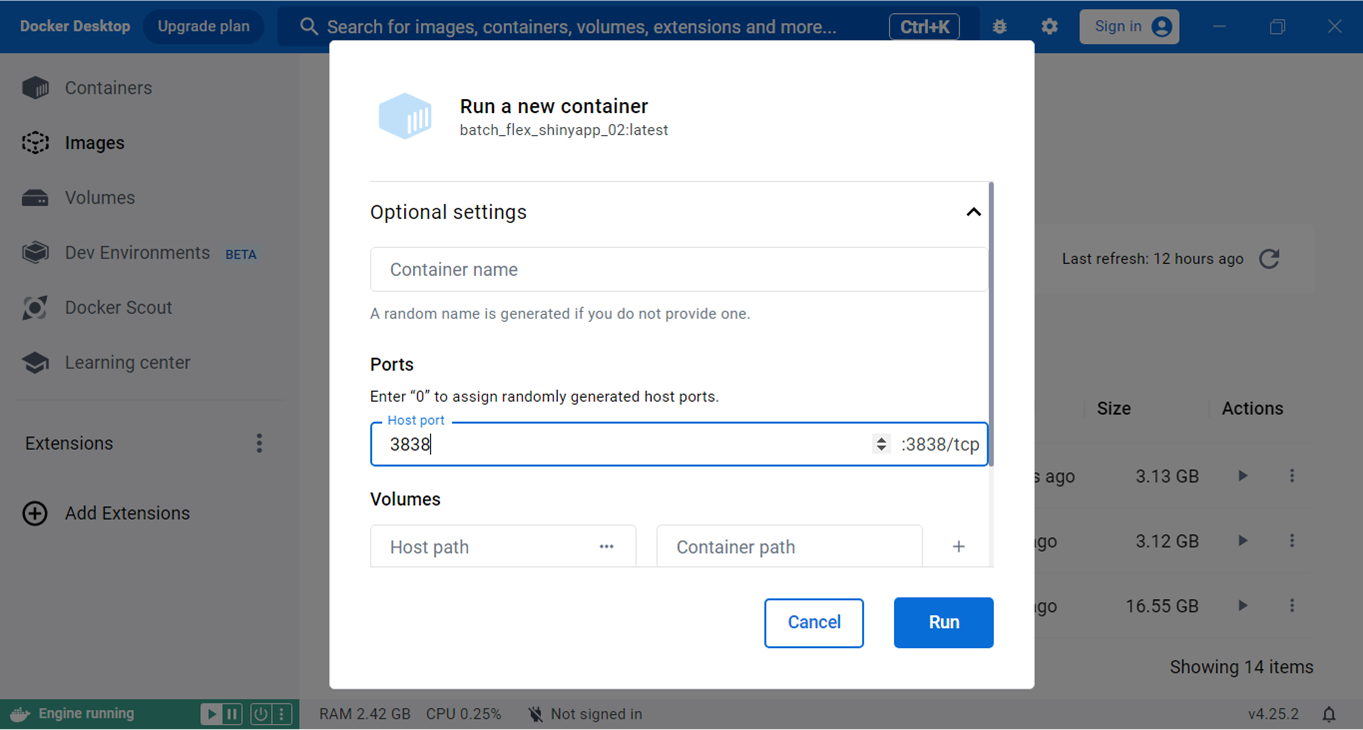 Docker Desktop Upgrade plan Search for images, containers, volumes, extensions and more... Ctrl+K Sign in
Containers
Images
Volumes
Dev Environments BETA
Docker Scout
Learning center
Extensions
Add Extensions
Run a new container
batch_flex_shinyapp_02:latest
Optional settings
Container name
A random name is generated if you do not provide one.
Ports
Enter “0” to assign randomly generated host ports.
Host port
3838 :3838/tcp
Volumes
Host path ••• Container path +
Cancel Run
Last refresh: 12 hours ago
Size Actions
s ago 3.13 GB
ago 3.12 GB
ago 16.55 GB
Showing 14 items
Engine running RAM 2.42 GB CPU 0.25% Not signed in v4.25.2